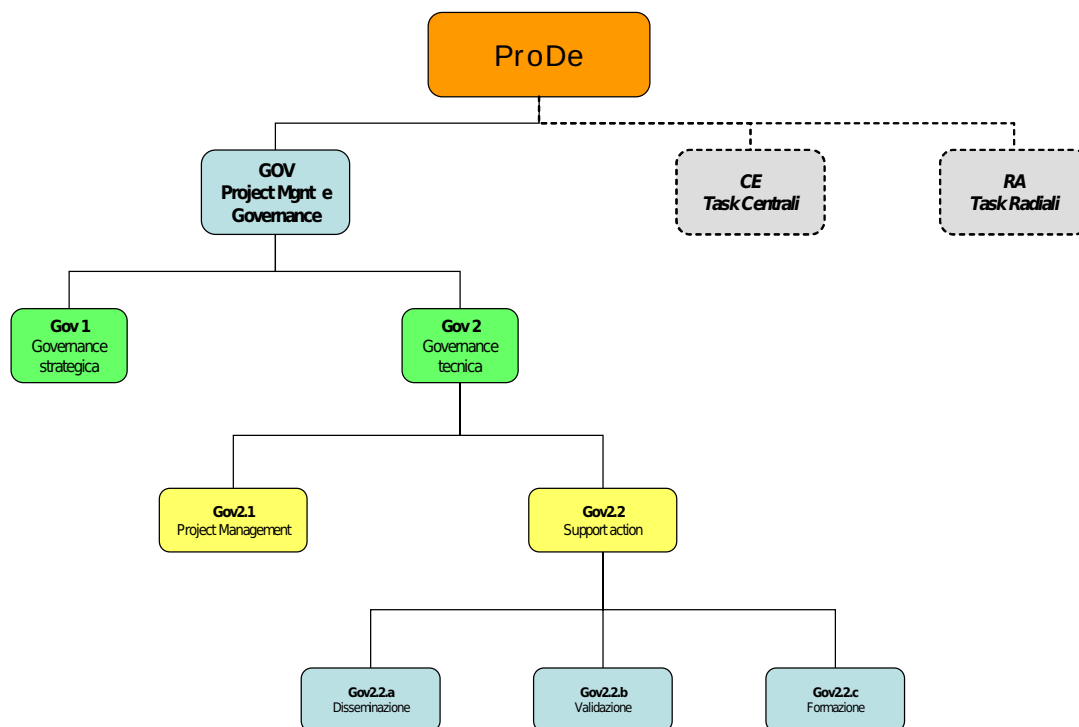 ProDe
GOV
Project Mgnt e
Governance
CE
Task Centrali
RA
Task Radiali
Gov 1
Governance
strategica
Gov 2
Governance
tecnica
Gov2.1
Project Management
Gov2.2
Support action
Gov2.2.a
Disseminazione
Gov2.2.b
Validazione
Gov2.2.c
Formazione